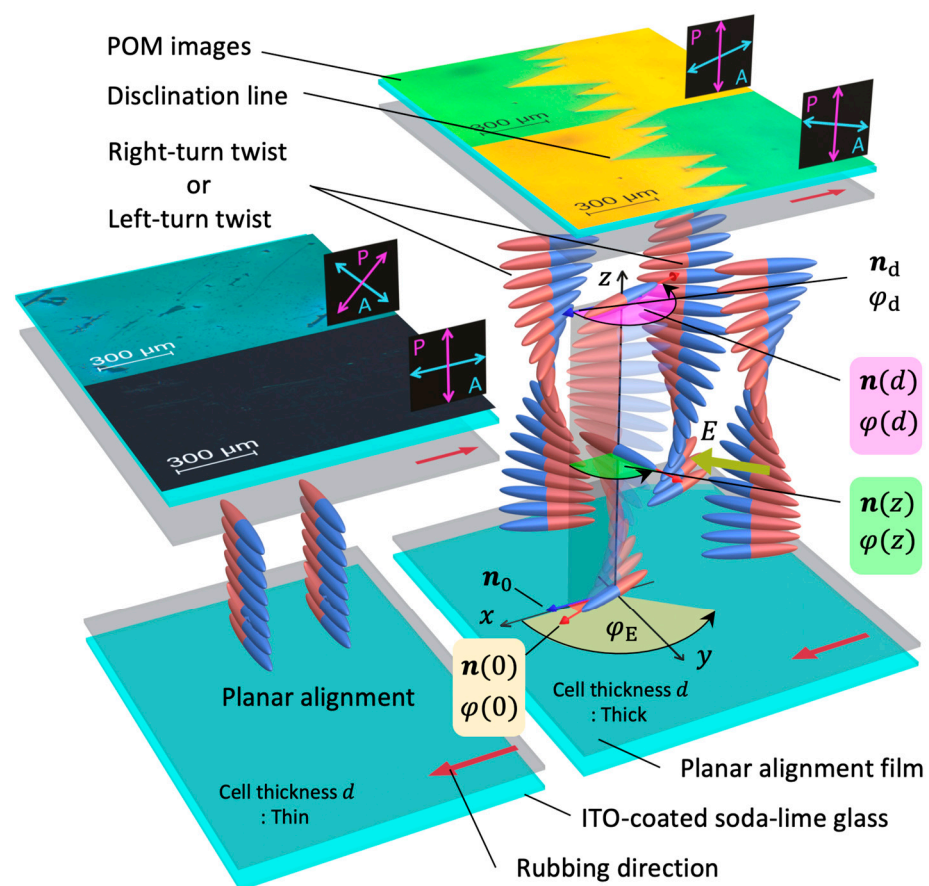 POM images
Disclination line
Right-turn twist
or
Left-turn twist
P
A
300 µm
P
A
300 µm
P
A
300 µm
P
A
300 µm
z
n_d
φ_d
n(d)
φ(d)
E
n(z)
φ(z)
n_0
x
φ_E
y
n(0)
φ(0)
Planar alignment
Cell thickness d
: Thick
Cell thickness d
: Thin
Planar alignment film
ITO-coated soda-lime glass
Rubbing direction